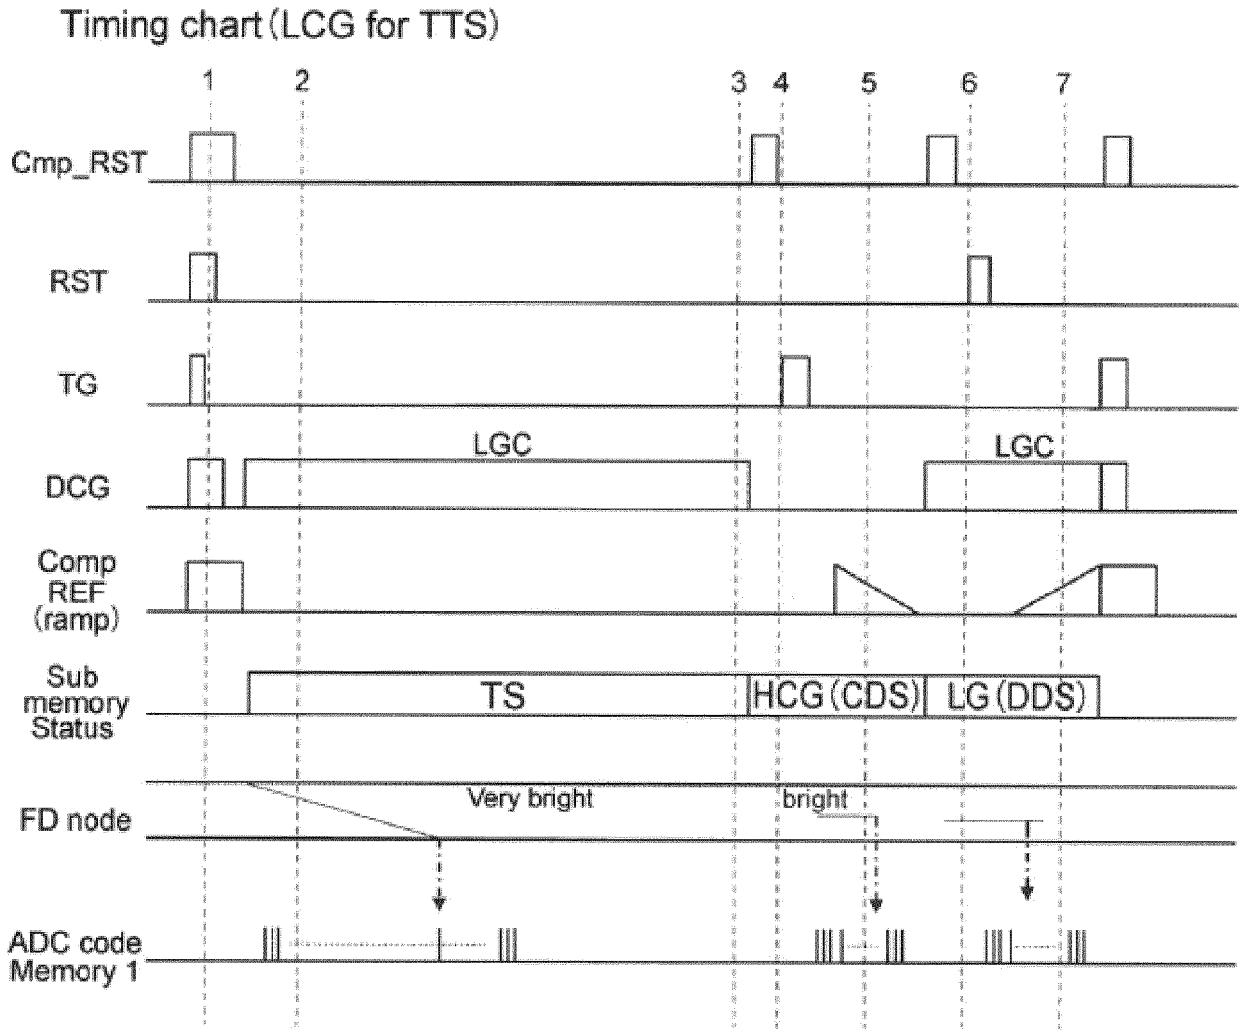 Timing chart (LCG for TTS)
1 2 3 4 5 6 7
Cmp_RST
RST
TG
LGC LGC
DCG
Comp
REF
(ramp)
Sub
memory
Status
TS HCG (CDS) LG (DDS)
Very bright bright
FD node
ADC code
Memory 1